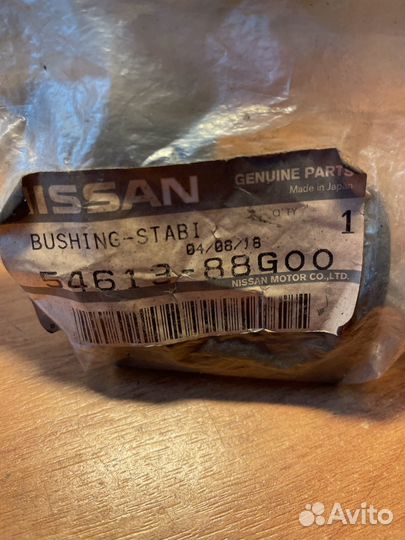 NISSAN
GENUINE PARTS
Made in Japan
BUSHING-STABI
Q'TY
1
04/08/18
54613-88G00
NISSAN MOTOR CO.,LTD.
Avito